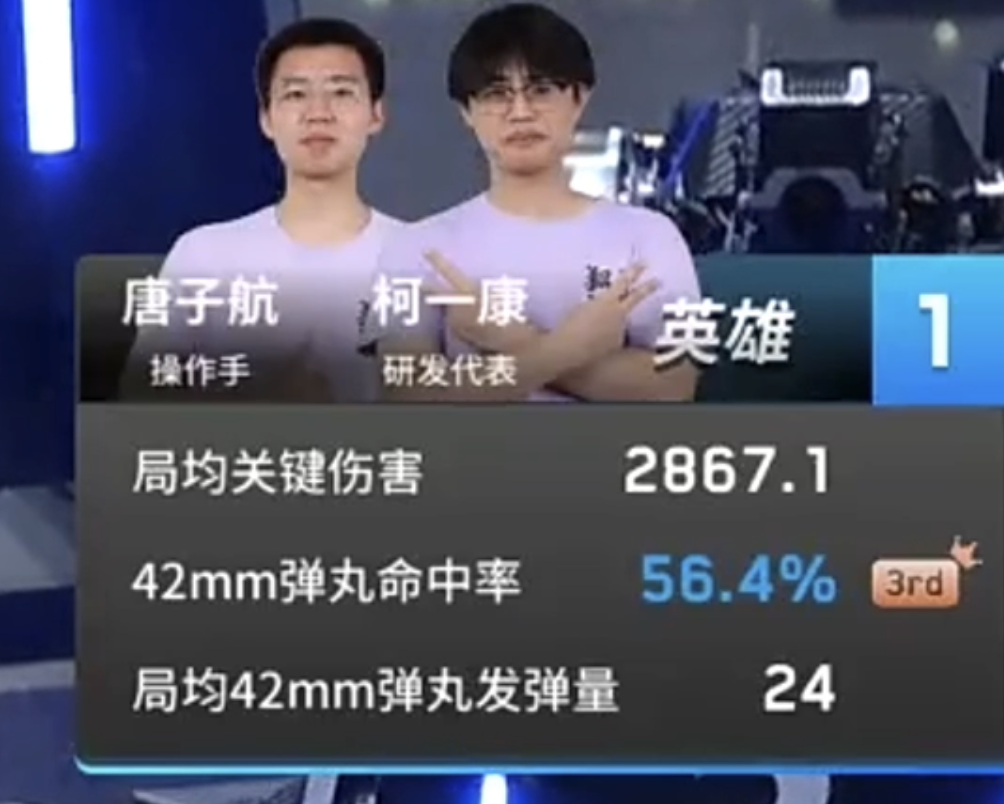 唐子航 柯一康 英雄 1
操作手 研发代表
局均关键伤害 2867.1
42mm弹丸命中率 56.4% 3rd
局均42mm弹丸发弹量 24